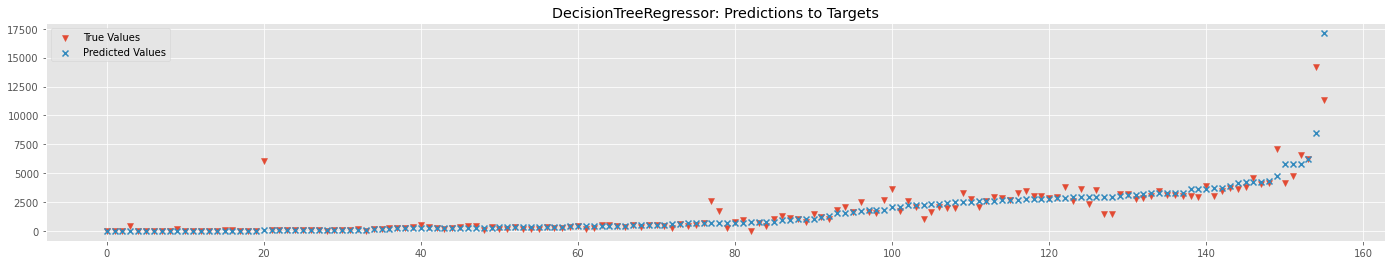 DecisionTreeRegressor: Predictions to Targets
True Values
Predicted Values
17500
15000
12500
10000
7500
5000
2500
0
0 20 40 60 80 100 120 140 160